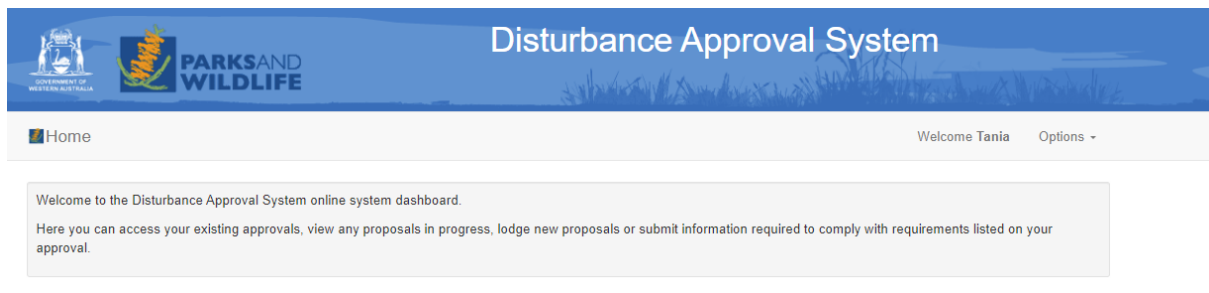 Disturbance Approval System
GOVERNMENT OF
WESTERN AUSTRALIA
PARKS AND
WILDLIFE
Home
Welcome Tania
Options
Welcome to the Disturbance Approval System online system dashboard.
Here you can access your existing approvals, view any proposals in progress, lodge new proposals or submit information required to comply with requirements listed on your
approval.